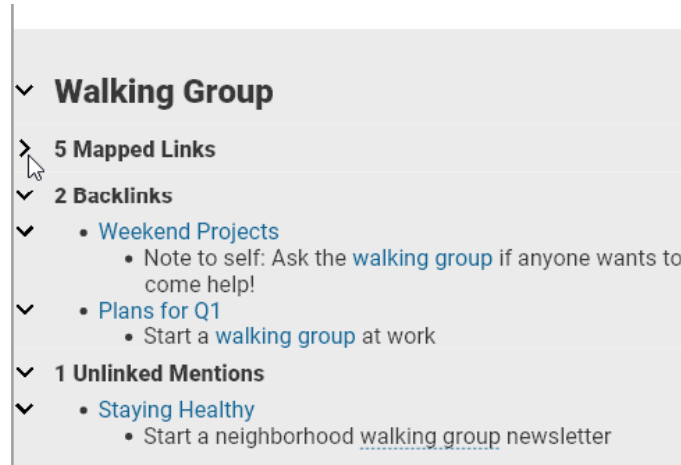 Walking Group
5 Mapped Links
2 Backlinks
• Weekend Projects
• Note to self: Ask the walking group if anyone wants to
come help!
• Plans for Q1
• Start a walking group at work
1 Unlinked Mentions
• Staying Healthy
• Start a neighborhood walking group newsletter